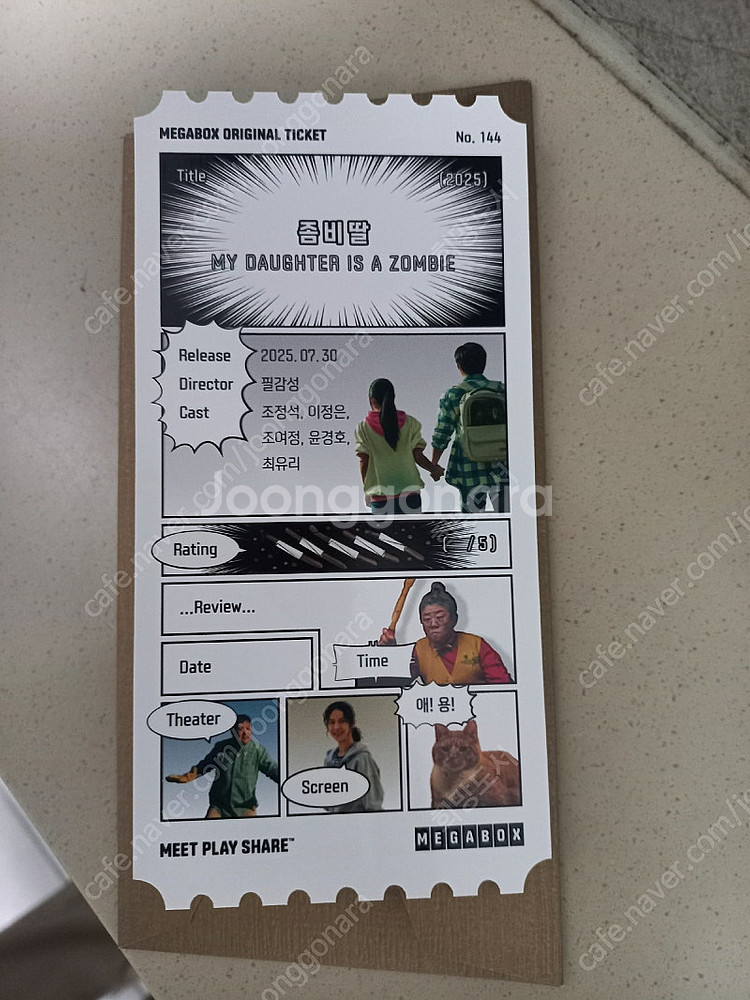 MEGABOX ORIGINAL TICKET
No. 144
Title
(2025)
좀비딸
MY DAUGHTER IS A ZOMBIE
Release 2025.07.30
Director 필감성
Cast 조정석, 이정은,
조여정, 윤경호,
최유리
Joonggonara
Rating
( /5)
...Review...
Date
Time
Theater
Screen
애! 용!
MEET PLAY SHARE™
MEGABOX